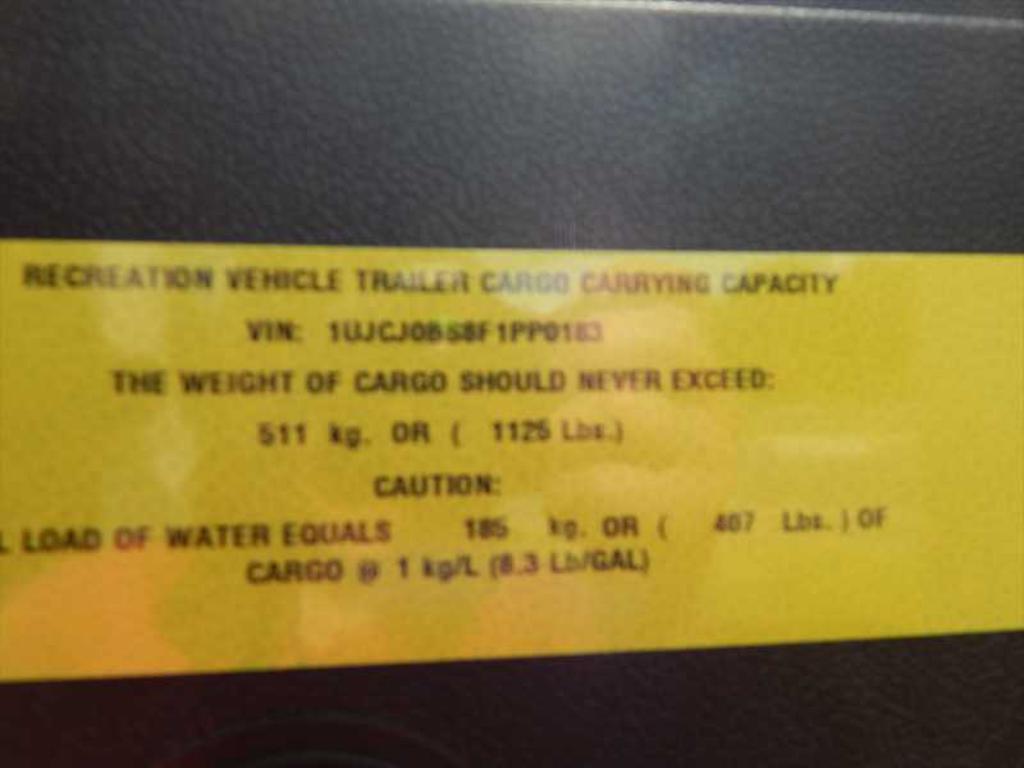 RECREATION VEHICLE TRAILER CARGO CARRYING CAPACITY
VIN: 1UJCJ0BS8F1PP0183
THE WEIGHT OF CARGO SHOULD NEVER EXCEED:
511 kg. OR ( 1125 Lbs.)
CAUTION:
L LOAD OF WATER EQUALS 185 kg. OR ( 407 Lbs. ) OF
CARGO @ 1 kg/L (8.3 Lb/GAL)